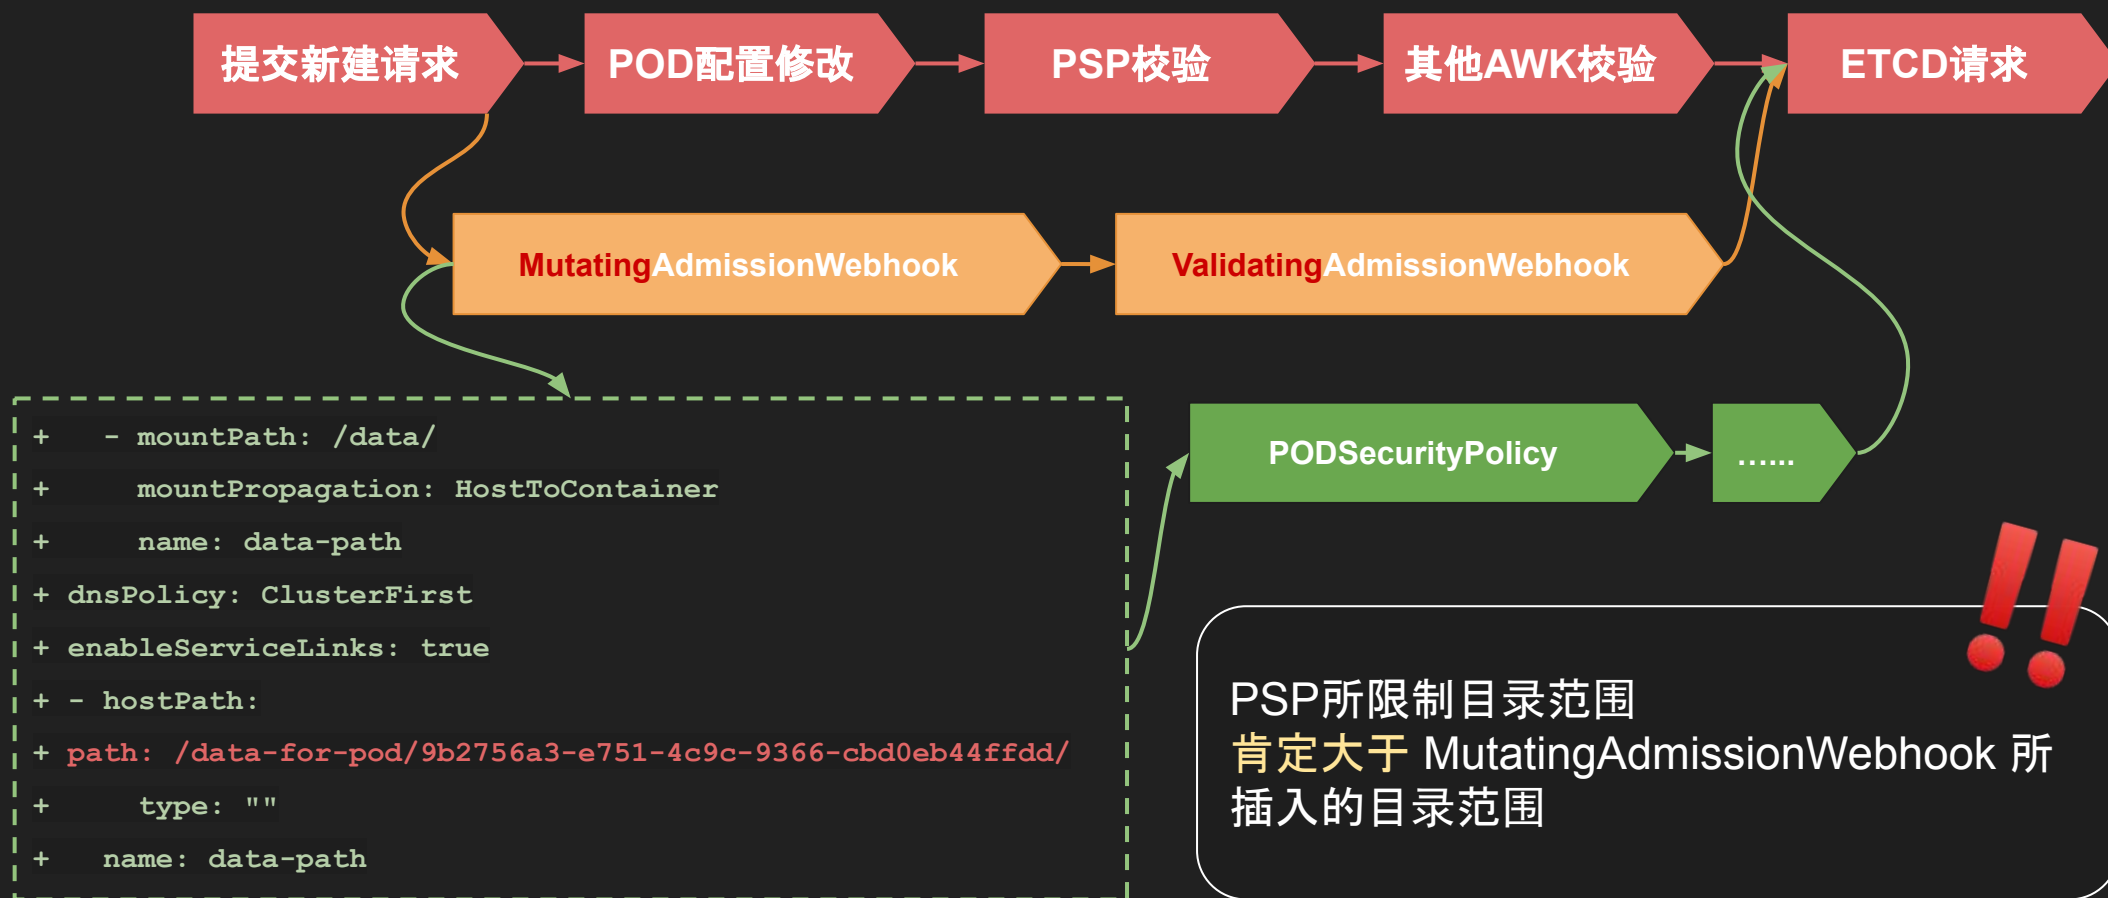 提交新建请求
POD配置修改
PSP校验
其他AWK校验
ETCD请求
MutatingAdmissionWebhook
ValidatingAdmissionWebhook
+   - mountPath: /data/
+     mountPropagation: HostToContainer
+     name: data-path
+ dnsPolicy: ClusterFirst
+ enableServiceLinks: true
+ - hostPath:
+ path: /data-for-pod/9b2756a3-e751-4c9c-9366-cbd0eb44ffdd/
+     type: ""
+   name: data-path
PODSecurityPolicy
…...
PSP所限制目录范围
肯定大于 MutatingAdmissionWebhook 所
插入的目录范围